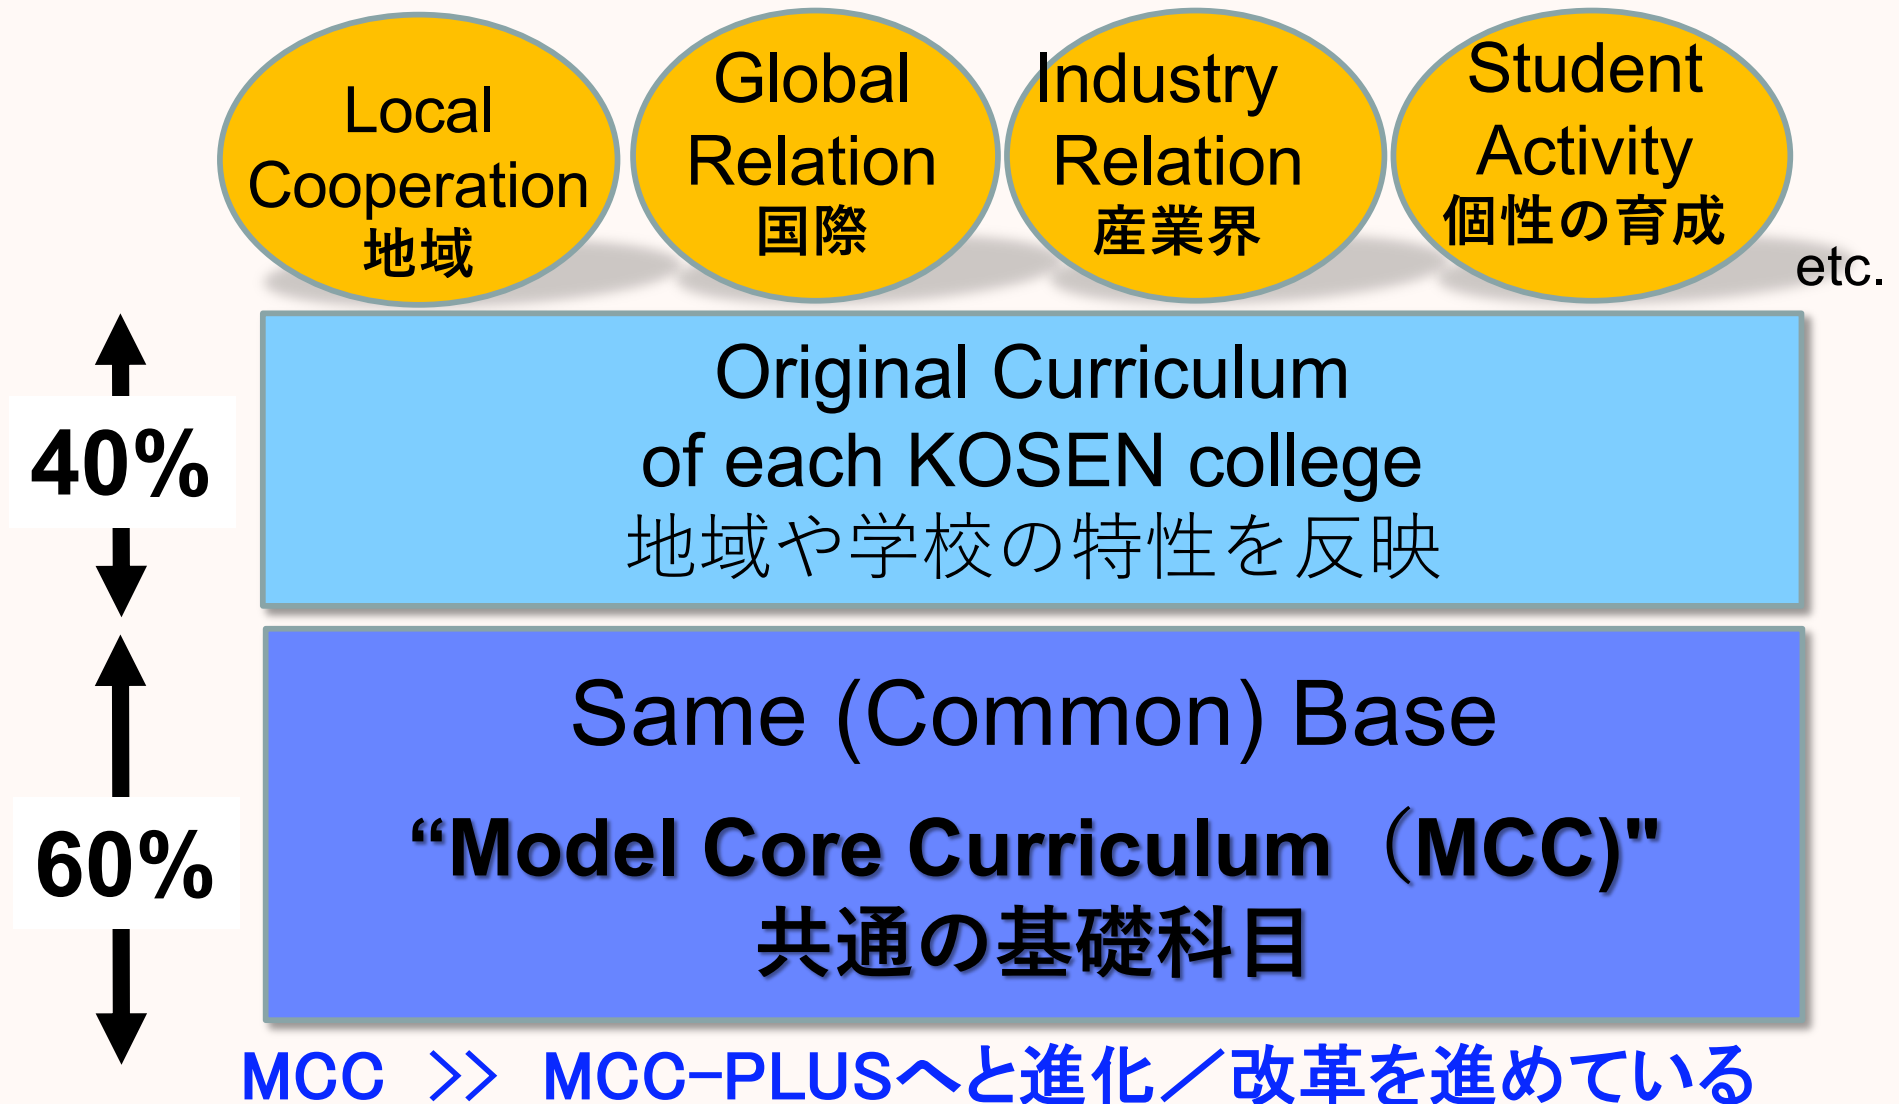 Local
Cooperation
地域
Global
Relation
国際
Industry
Relation
産業界
Student
Activity
個性の育成
etc.
40%
Original Curriculum
of each KOSEN college
地域や学校の特性を反映
60%
Same (Common) Base
“Model Core Curriculum（MCC)"
共通の基礎科目
MCC >> MCC-PLUSへと進化／改革を進めている